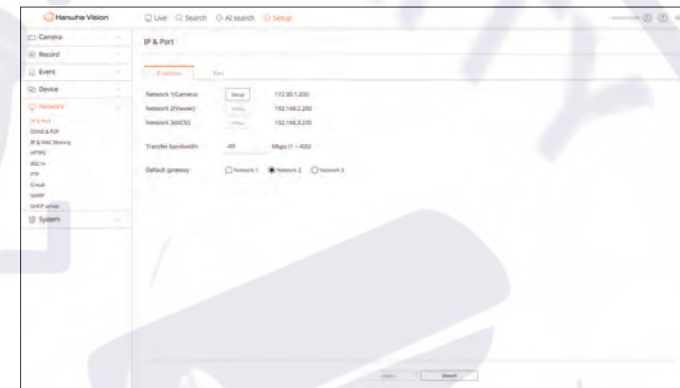 Hanwha Vision
Live Search AI search Setup
Camera
Record
Event
Device
Network
IP & Port
DDNS & P2P
IP & MAC filtering
HTTPS
802.1x
FTP
E-mail
SNMP
DHCP server
System
IP & Port
IP address Port
Network 1(Camera) Setup 172.30.1.200
Network 2(Viewer) 192.168.2.200
Network 3(iSCSI) 192.168.3.200
Transfer bandwidth 400 Mbps (1 ~ 400)
Default gateway Network 1 Network 2 Network 3